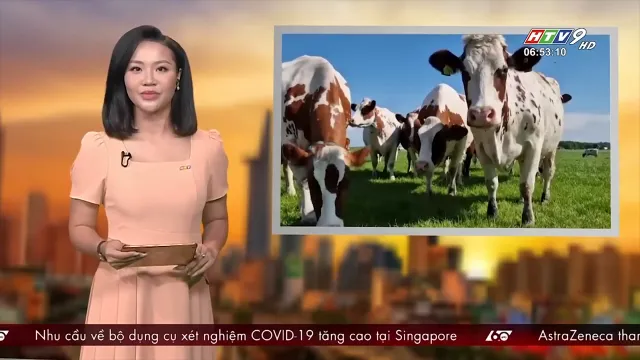 HTV9 HD
06:53:10
Nhu cầu về bộ dụng cụ xét nghiệm COVID-19 tăng cao tại Singapore
AstraZeneca tha